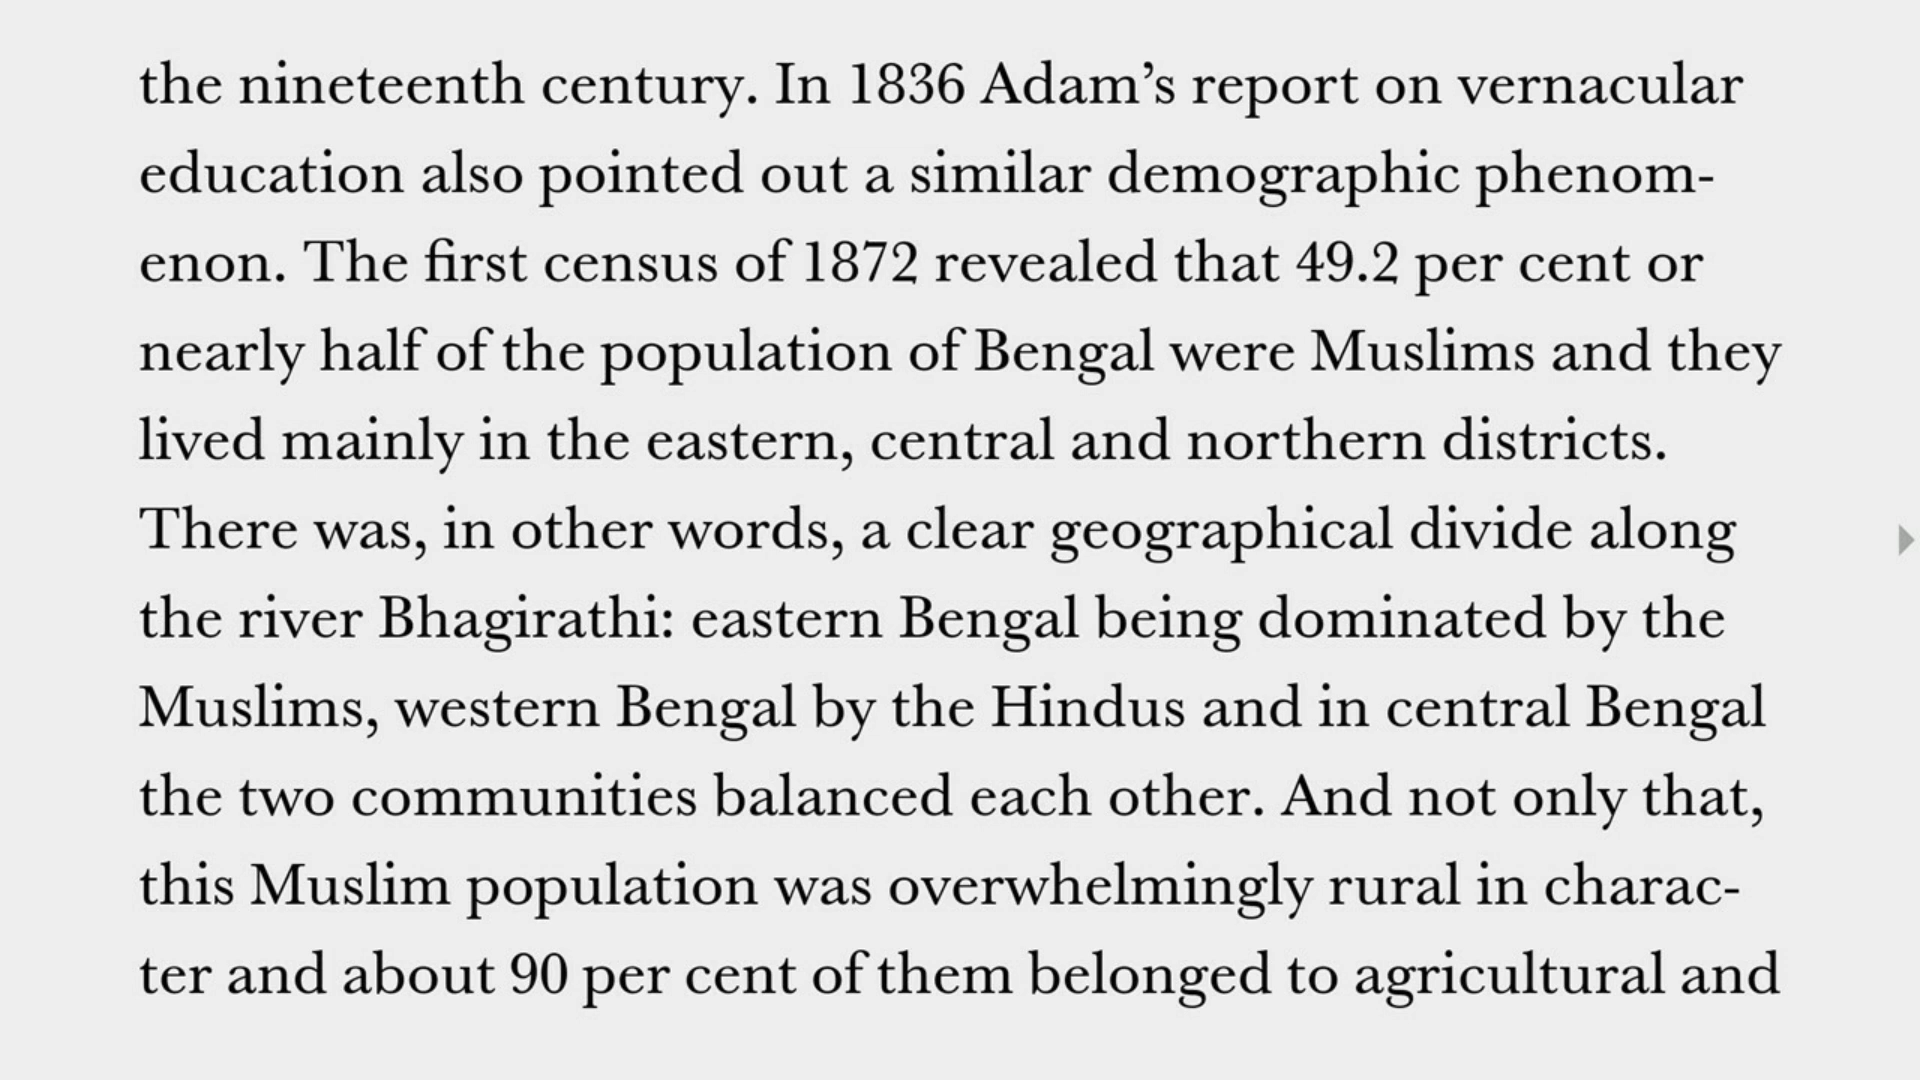 the nineteenth century. In 1836 Adam’s report on vernacular
education also pointed out a similar demographic phenom-
enon. The first census of 1872 revealed that 49.2 per cent or
nearly half of the population of Bengal were Muslims and they
lived mainly in the eastern, central and northern districts.
There was, in other words, a clear geographical divide along
the river Bhagirathi: eastern Bengal being dominated by the
Muslims, western Bengal by the Hindus and in central Bengal
the two communities balanced each other. And not only that,
this Muslim population was overwhelmingly rural in charac-
ter and about 90 per cent of them belonged to agricultural and